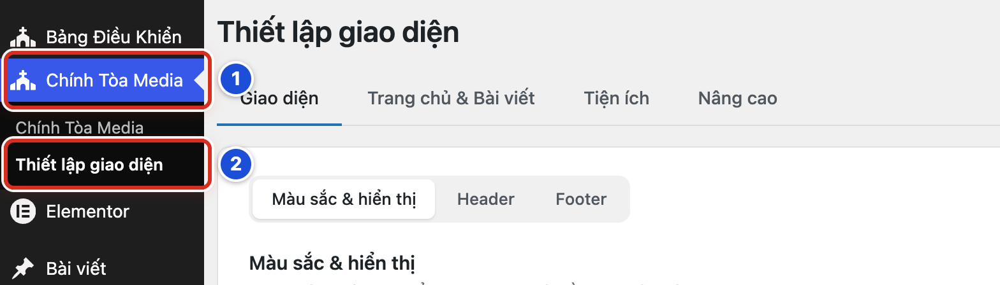 Bảng Điều Khiển
Chính Tòa Media
1
Chính Tòa Media
Thiết lập giao diện
2
Elementor
Bài viết
Thiết lập giao diện
Giao diện Trang chủ & Bài viết Tiện ích Nâng cao
Màu sắc & hiển thị Header Footer
Màu sắc & hiển thị